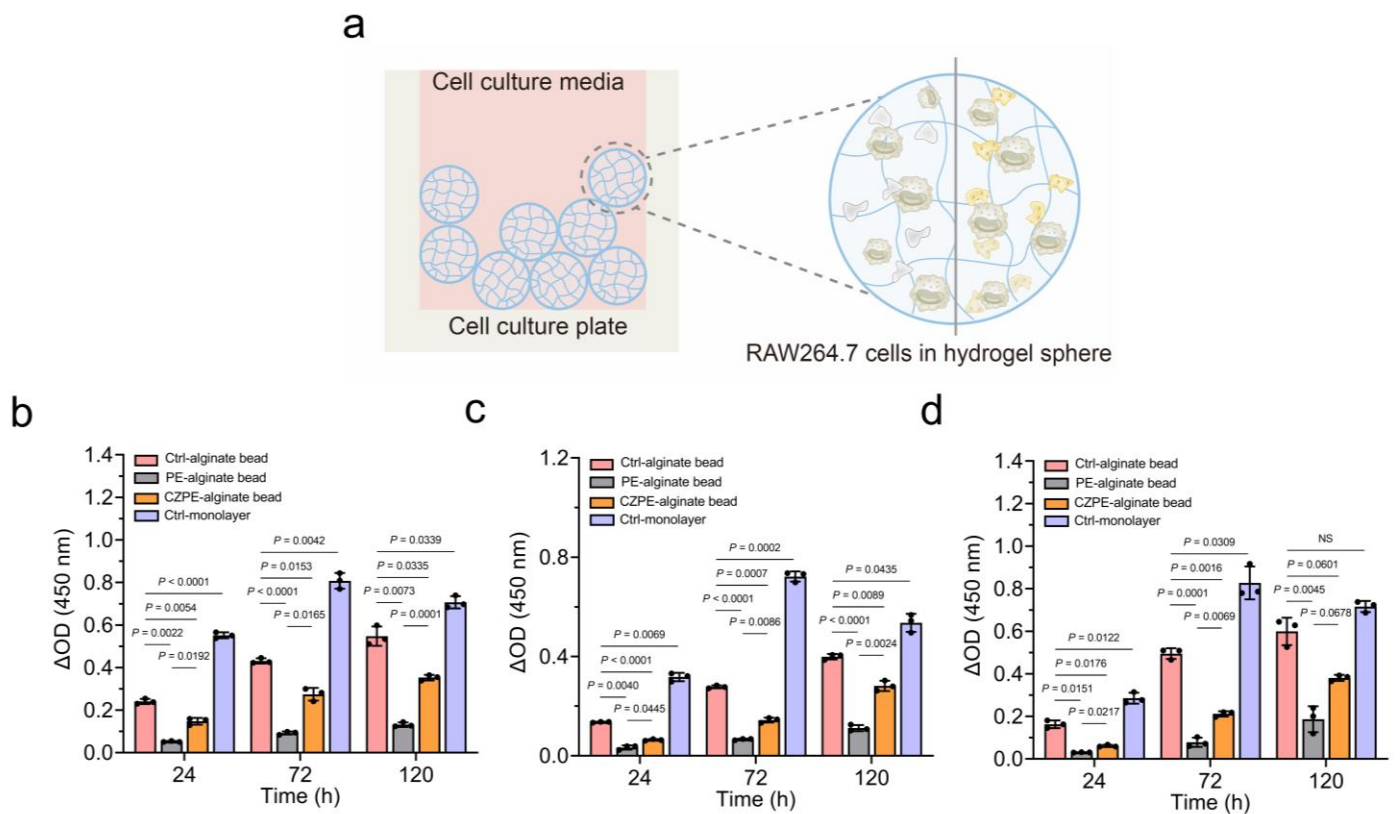 a
Cell culture media
Cell culture plate
RAW264.7 cells in hydrogel sphere
b
ΔOD (450 nm)
1.4
1.2
1.0
0.8
0.6
0.4
0.2
0.0
Ctrl-alginate bead
PE-alginate bead
CZPE-alginate bead
Ctrl-monolayer
P < 0.0001
P = 0.0054
P = 0.0022
P = 0.0192
P = 0.0042
P = 0.0153
P < 0.0001
P = 0.0165
P = 0.0339
P = 0.0335
P = 0.0073
P = 0.0001
24
72
120
Time (h)
c
ΔOD (450 nm)
1.2
0.8
0.4
0.0
Ctrl-alginate bead
PE-alginate bead
CZPE-alginate bead
Ctrl-monolayer
P = 0.0069
P < 0.0001
P = 0.0040
P = 0.0445
P = 0.0002
P = 0.0007
P < 0.0001
P = 0.0086
P = 0.0435
P = 0.0089
P < 0.0001
P = 0.0024
24
72
120
Time (h)
d
ΔOD (450 nm)
1.4
1.2
1.0
0.8
0.6
0.4
0.2
0.0
Ctrl-alginate bead
PE-alginate bead
CZPE-alginate bead
Ctrl-monolayer
P = 0.0122
P = 0.0176
P = 0.0151
P = 0.0217
P = 0.0309
P = 0.0016
P = 0.0001
P = 0.0069
NS
P = 0.0601
P = 0.0045
P = 0.0678
24
72
120
Time (h)